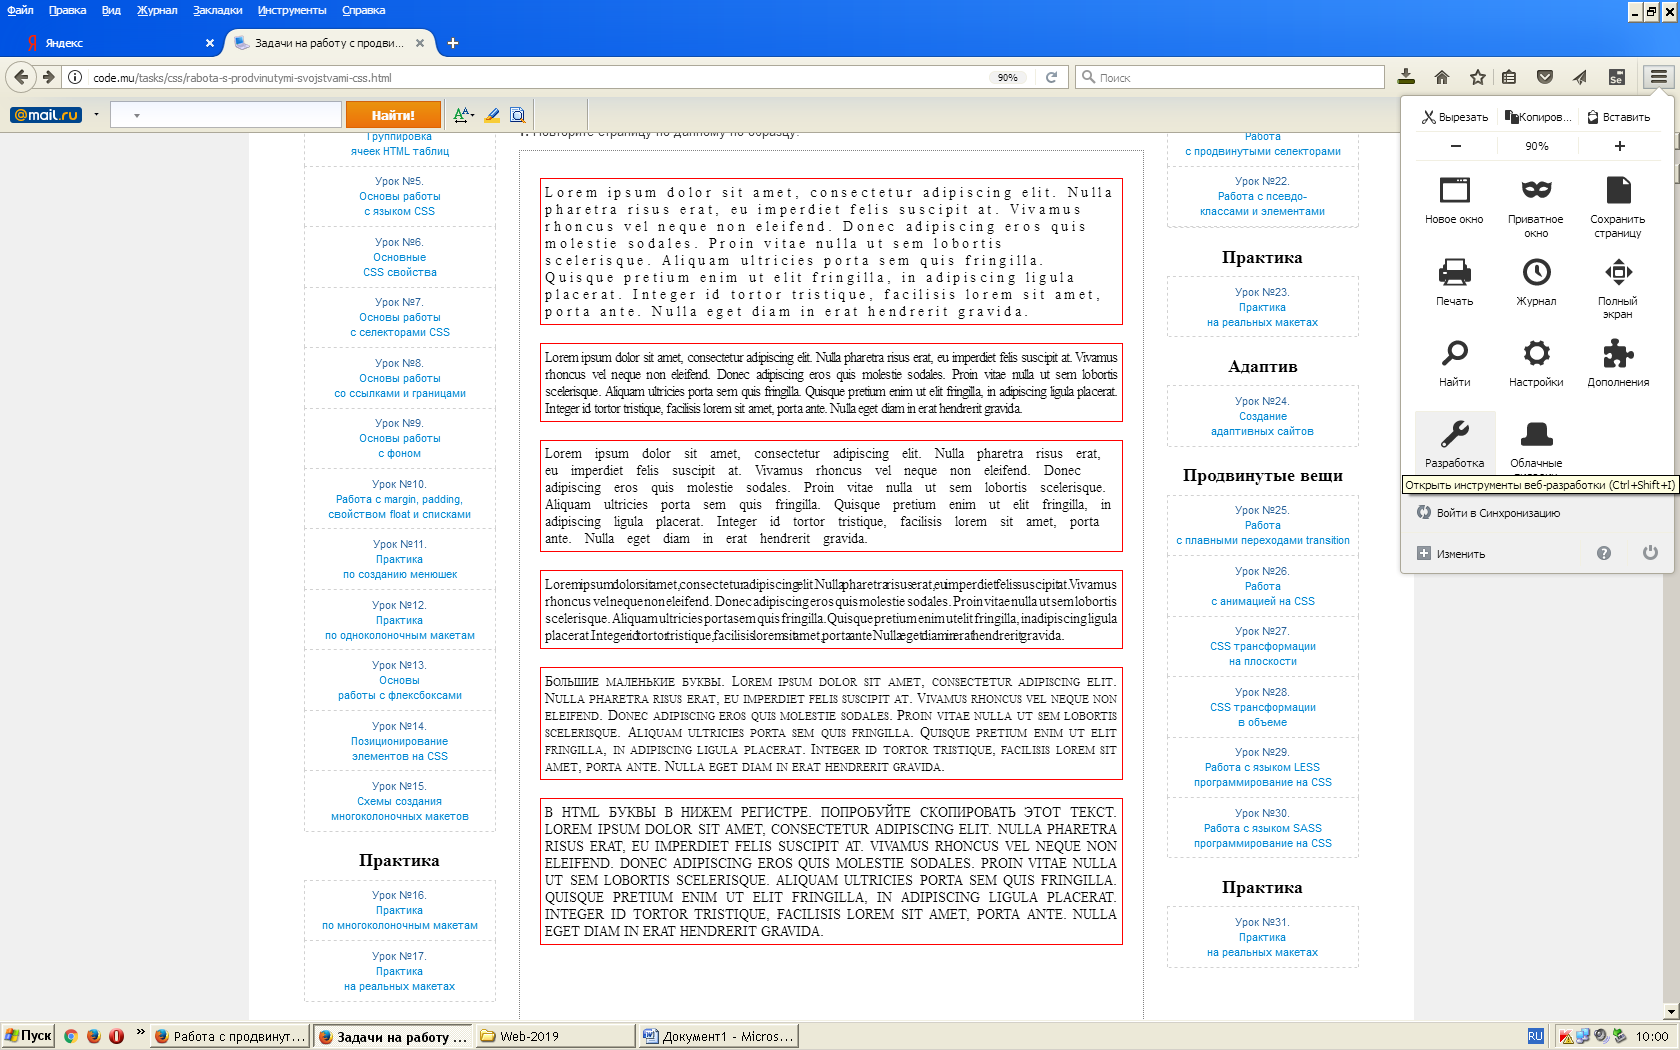 Файл Правка Вид Журнал Закладки Инструменты Справка
Яндекс
Задачи на работу с продви...
code.mu/tasks/css/rabota-s-prodvinutymi-svojstvami-css.html
90%
Поиск
@mail.ru
Найти!
Группировка
ячеек HTML таблиц
Урок №5.
Основы работы
с языком CSS
Урок №6.
Основные
CSS свойства
Урок №7.
Основы работы
с селекторами CSS
Урок №8.
Основы работы
со ссылками и границами
Урок №9.
Основы работы
с фоном
Урок №10.
Работа с margin, padding,
свойством float и списками
Урок №11.
Практика
по созданию менюшек
Урок №12.
Практика
по одноколоночным макетам
Урок №13.
Основы
работы с флексбоксами
Урок №14.
Позиционирование
элементов на CSS
Урок №15.
Схемы создания
многоколоночных макетов
Практика
Урок №16.
Практика
по многоколоночным макетам
Урок №17.
Практика
на реальных макетах
1. Повторите страницу по данному по образцу:
Lorem ipsum dolor sit amet, consectetur adipiscing elit. Nulla
pharetra risus erat, eu imperdiet felis suscipit at. Vivamus
rhoncus vel neque non eleifend. Donec adipiscing eros quis
molestie sodales. Proin vitae nulla ut sem lobortis
scelerisque. Aliquam ultricies porta sem quis fringilla.
Quisque pretium enim ut elit fringilla, in adipiscing ligula
placerat. Integer id tortor tristique, facilisis lorem sit amet,
porta ante. Nulla eget diam in erat hendrerit gravida.
Lorem ipsum dolor sit amet, consectetur adipiscing elit. Nulla pharetra risus erat, eu imperdiet felis suscipit at. Vivamus
rhoncus vel neque non eleifend. Donec adipiscing eros quis molestie sodales. Proin vitae nulla ut sem lobortis
scelerisque. Aliquam ultricies porta sem quis fringilla. Quisque pretium enim ut elit fringilla, in adipiscing ligula placerat.
Integer id tortor tristique, facilisis lorem sit amet, porta ante. Nulla eget diam in erat hendrerit gravida.
Lorem ipsum dolor sit amet, consectetur adipiscing elit. Nulla pharetra risus erat,
eu imperdiet felis suscipit at. Vivamus rhoncus vel neque non eleifend. Donec
adipiscing eros quis molestie sodales. Proin vitae nulla ut sem lobortis scelerisque.
Aliquam ultricies porta sem quis fringilla. Quisque pretium enim ut elit fringilla, in
adipiscing ligula placerat. Integer id tortor tristique, facilisis lorem sit amet, porta
ante. Nulla eget diam in erat hendrerit gravida.
Loremipsumdolorsitamet,consecteturadipiscingelit.Nullapharetrarisuserat,euimperdietfelissuscipitat.Vivamus
rhoncus velnequenoneleifend. Donecadipiscingerosquismolestie sodales. Proinvitaenullautsemlobortis
scelerisque. Aliquamultriciesportasemquisfringilla. Quisquepretiumenimutelitfringilla,inadipiscingligula
placerat.Integeridtortortristique,facilisisloremsitamet,portaante.Nullaegetdiaminerathendreritgravida.
Большие маленькие буквы. Lorem ipsum dolor sit amet, consectetur adipiscing elit.
Nulla pharetra risus erat, eu imperdiet felis suscipit at. Vivamus rhoncus vel neque non
eleifend. Donec adipiscing eros quis molestie sodales. Proin vitae nulla ut sem lobortis
scelerisque. Aliquam ultricies porta sem quis fringilla. Quisque pretium enim ut elit
fringilla, in adipiscing ligula placerat. Integer id tortor tristique, facilisis lorem sit
amet, porta ante. Nulla eget diam in erat hendrerit gravida.
В HTML БУКВЫ В НИЖЕМ РЕГИСТРЕ. ПОПРОБУЙТЕ СКОПИРОВАТЬ ЭТОТ ТЕКСТ.
LOREM IPSUM DOLOR SIT AMET, CONSECTETUR ADIPISCING ELIT. NULLA PHARETRA
RISUS ERAT, EU IMPERDIET FELIS SUSCIPIT AT. VIVAMUS RHONCUS VEL NEQUE NON
ELEIFEND. DONEC ADIPISCING EROS QUIS MOLESTIE SODALES. PROIN VITAE NULLA
UT SEM LOBORTIS SCELERISQUE. ALIQUAM ULTRICIES PORTA SEM QUIS FRINGILLA.
QUISQUE PRETIUM ENIM UT ELIT FRINGILLA, IN ADIPISCING LIGULA PLACERAT.
INTEGER ID TORTOR TRISTIQUE, FACILISIS LOREM SIT AMET, PORTA ANTE. NULLA
EGET DIAM IN ERAT HENDRERIT GRAVIDA.
Работа
с продвинутыми селекторами
Урок №22.
Работа с псевдо-
классами и элементами
Практика
Урок №23.
Практика
на реальных макетах
Адаптив
Урок №24.
Создание
адаптивных сайтов
Продвинутые вещи
Урок №25.
Работа
с плавными переходами transition
Урок №26.
Работа
с анимацией на CSS
Урок №27.
CSS трансформации
на плоскости
Урок №28.
CSS трансформации
в объеме
Урок №29.
Работа с языком LESS
программирование на CSS
Урок №30.
Работа с языком SASS
программирование на CSS
Практика
Урок №31.
Практика
на реальных макетах
Вырезать Копиров... Вставить
− 90% +
Новое окно
Приватное
окно
Сохранить
страницу
Печать
Журнал
Полный
экран
Найти
Настройки
Дополнения
Разработка
Облачные
Открыть инструменты веб-разработки (Ctrl+Shift+I)
Войти в Синхронизацию
Изменить
Пуск
»
Работа с продвинут...
Задачи на работу ...
Web-2019
Документ1 - Micros...
RU
10:00